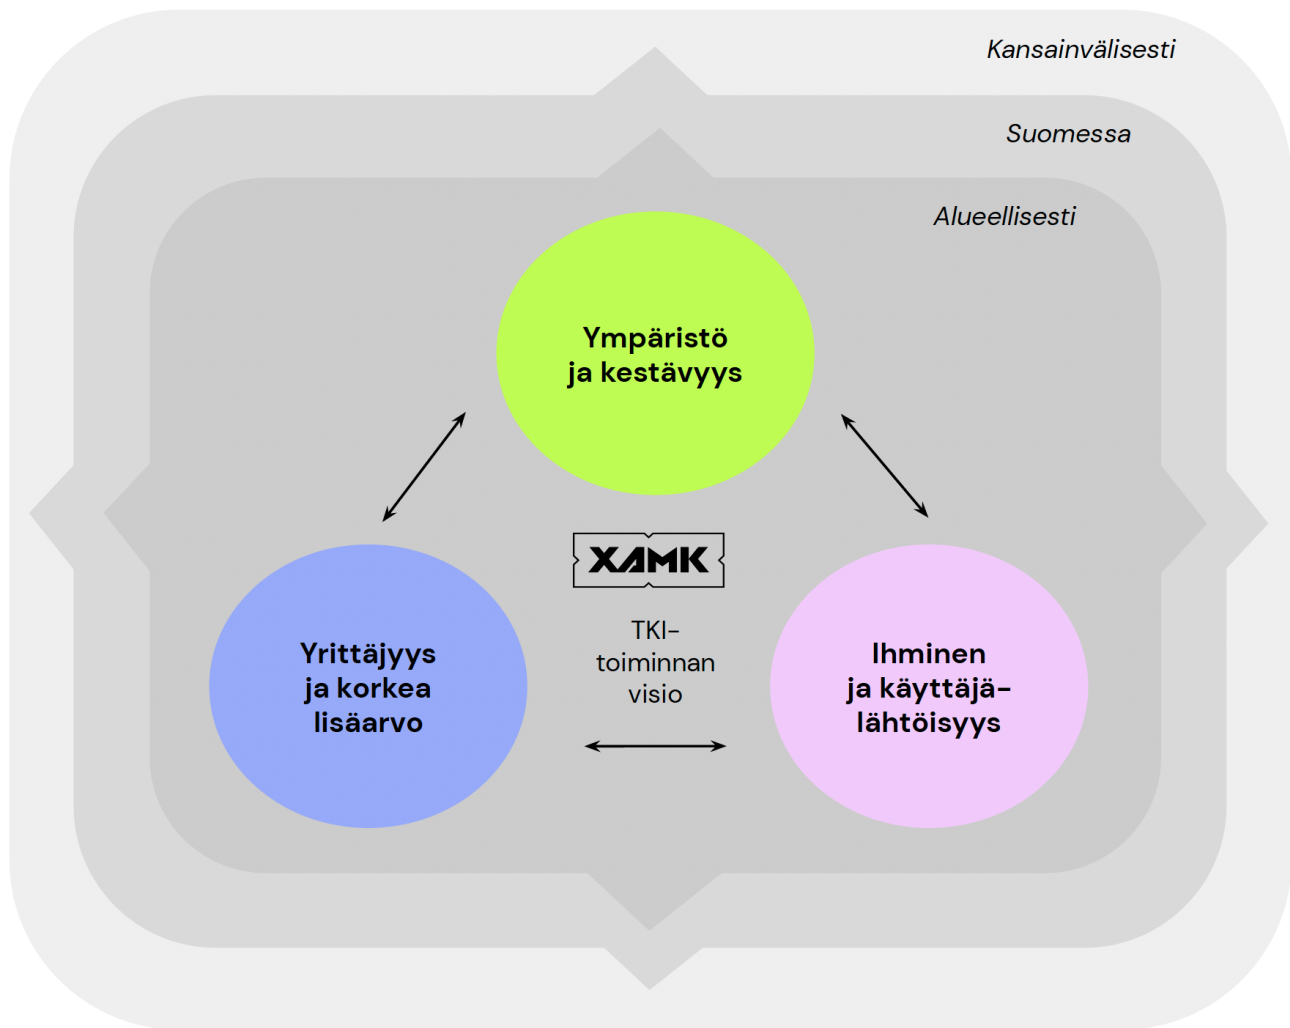 Kansainvälisesti
Suomessa
Alueellisesti
Ympäristö
ja kestävyys
XAMK
TKI-
toiminnan
visio
Yrittäjyys
ja korkea
lisäarvo
Ihminen
ja käyttäjä-
lähtöisyys